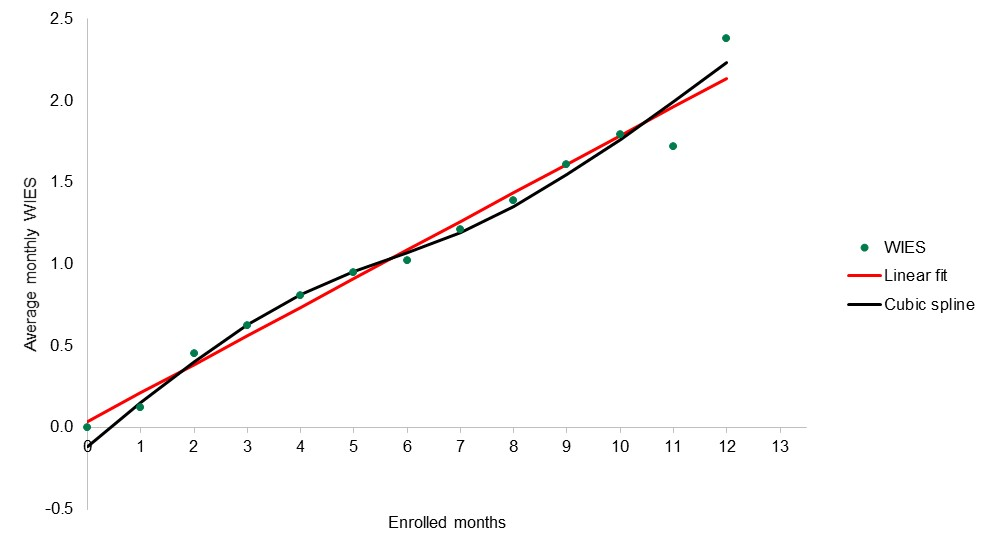 2.5
2.0
1.5
1.0
0.5
0.0
-0.5
Average monthly WIES
0 1 2 3 4 5 6 7 8 9 10 11 12 13
Enrolled months
WIES
Linear fit
Cubic spline